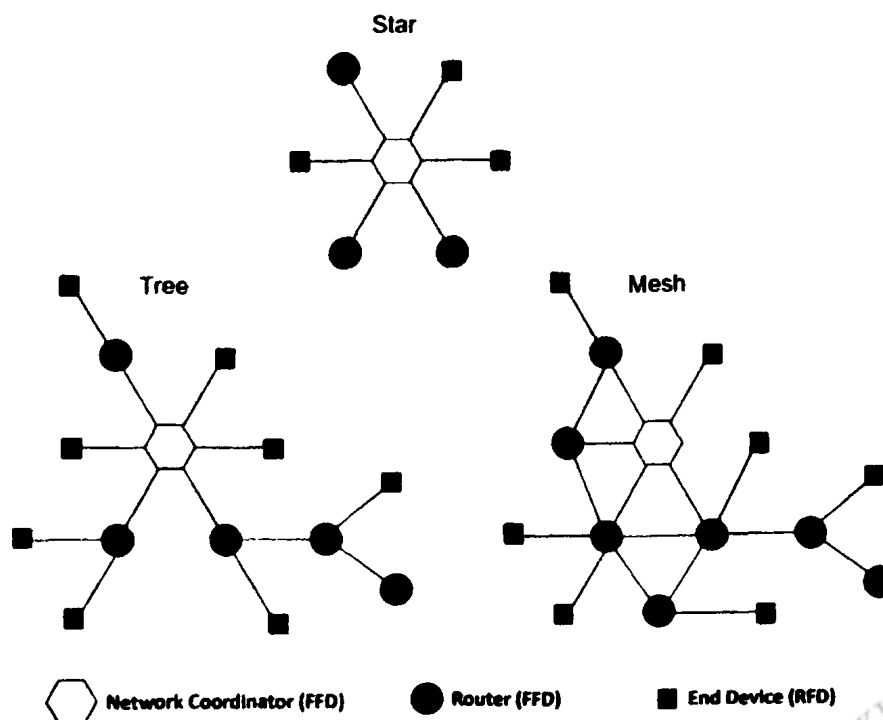 Star
Tree
Mesh
Network Coordinator (FFD)
Router (FFD)
End Device (RFD)